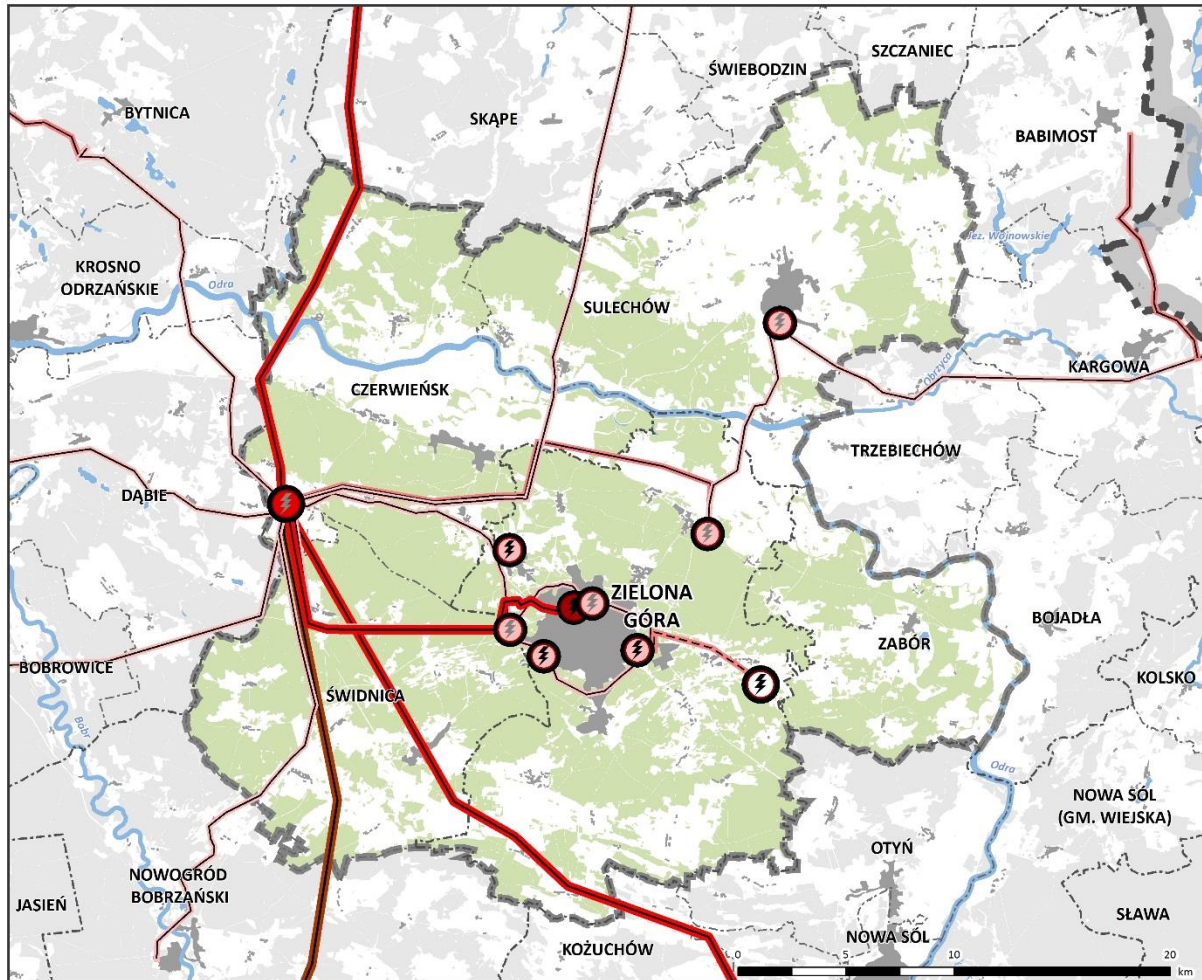 SZCZANIEC
ŚWIEBODZIN
BYTNICA
SKĄPE
BABIMOST
Jez. Wojnowskie
KROSNO
ODRZAŃSKIE
Odra
SULECHÓW
Obrzyca
KARGOWA
CZERWIEŃSK
TRZEBIECHÓW
DĄBIE
ZIELONA
GÓRA
BOJADŁA
ZABÓR
BOBROWICE
KOLSKO
ŚWIDNICA
Bóbr
Odra
NOWA SÓL
(GM. WIEJSKA)
OTYŃ
NOWOGRÓD
BOBRZAŃSKI
JASIEŃ
SŁAWA
KOŻUCHÓW
NOWA SÓL
0 5 10 20
km